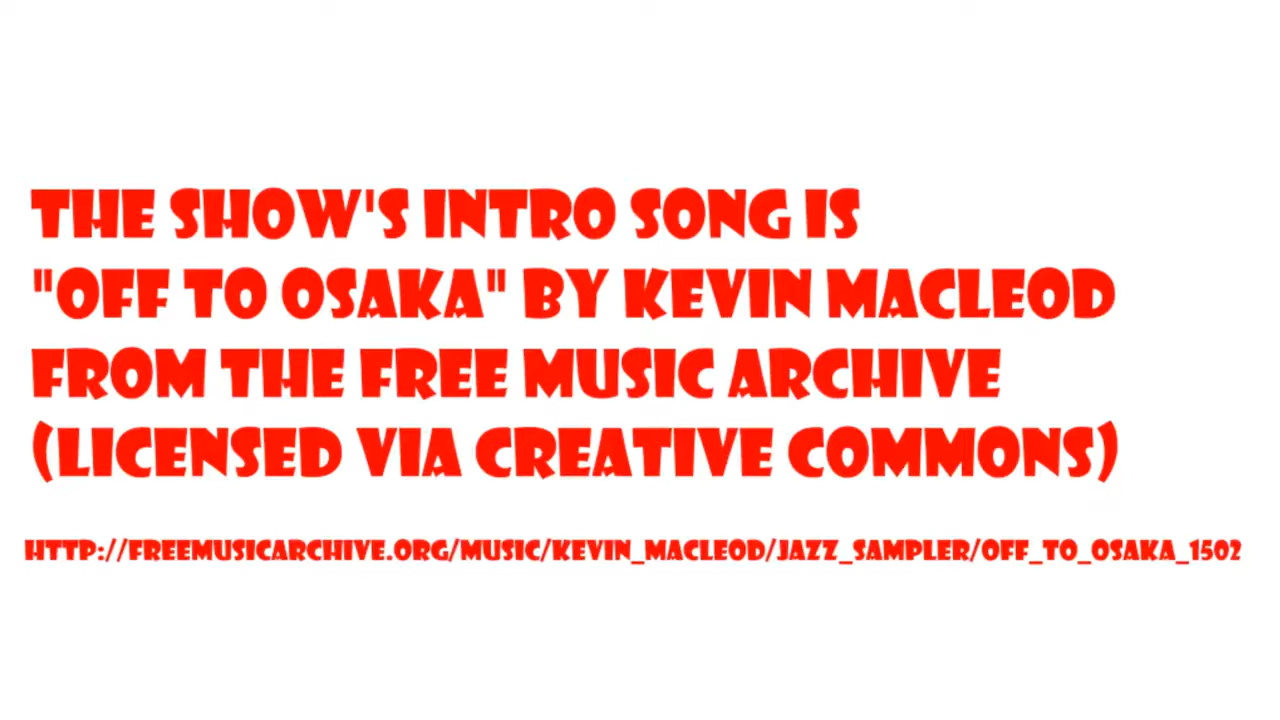 THE SHOW'S INTRO SONG IS
"OFF TO OSAKA" BY KEVIN MACLEOD
FROM THE FREE MUSIC ARCHIVE
(LICENSED VIA CREATIVE COMMONS)
HTTP://FREEMUSICARCHIVE.ORG/MUSIC/KEVIN_MACLEOD/JAZZ_SAMPLER/OFF_TO_OSAKA_1502